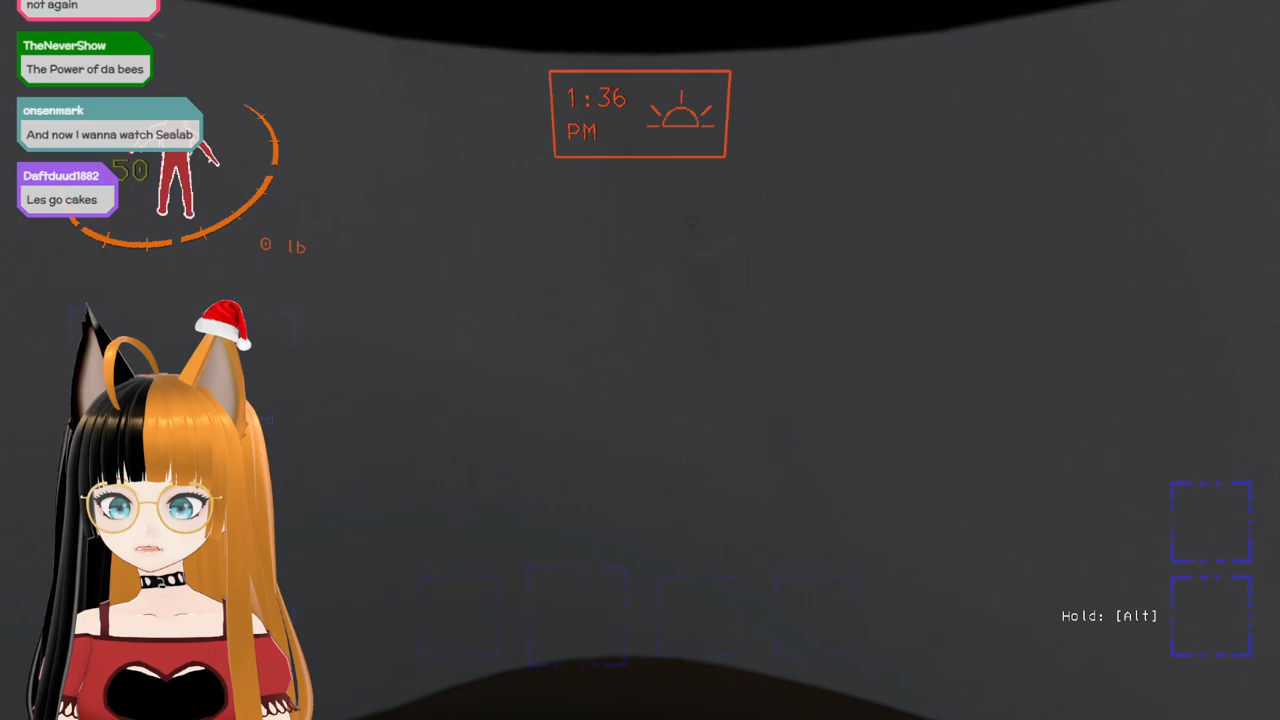 not again
TheNeverShow
The Power of da bees
onsenmark
And now I wanna watch Sealab
Daftduud1882
Les go cakes
50
0 lb
1:36
PM
Hold: [Alt]